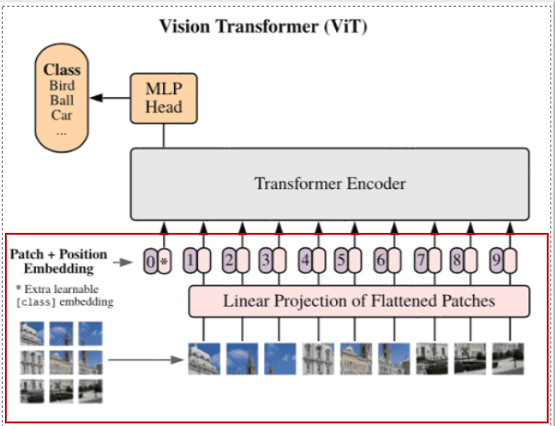 Vision Transformer (ViT)
Class
Bird
Ball
Car
...
MLP
Head
Transformer Encoder
Patch + Position
Embedding
0 * 1 2 3 4 5 6 7 8 9
* Extra learnable
[class] embedding
Linear Projection of Flattened Patches